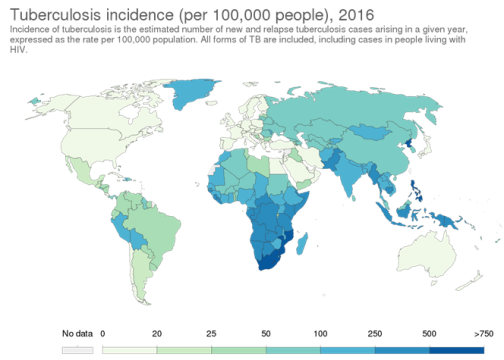 Tuberculosis incidence (per 100,000 people), 2016
Incidence of tuberculosis is the estimated number of new and relapse tuberculosis cases arising in a given year,
expressed as the rate per 100,000 population. All forms of TB are included, including cases in people living with
HIV.
No data 0 20 25 50 100 250 500 >750